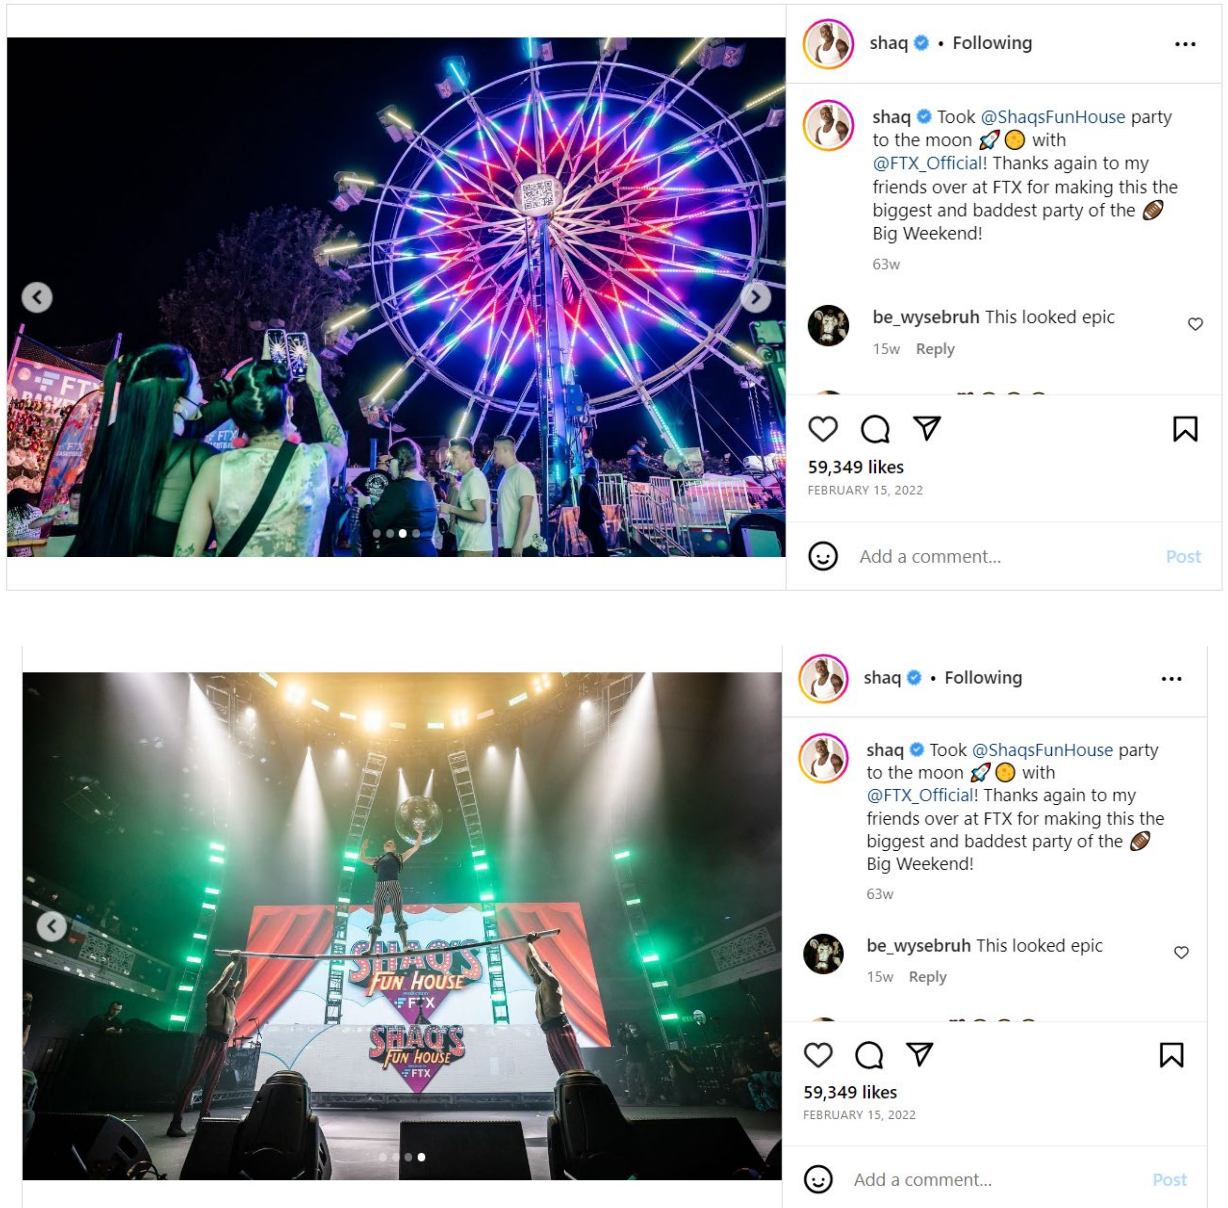 shaq • Following
shaq Took @ShaqsFunHouse party
to the moon 🚀🌕 with
@FTX_Official! Thanks again to my
friends over at FTX for making this the
biggest and baddest party of the 🏈
Big Weekend!
63w
be_wysebruh This looked epic
15w Reply
59,349 likes
FEBRUARY 15, 2022
Add a comment...
Post
FTX
shaq • Following
shaq Took @ShaqsFunHouse party
to the moon 🚀🌕 with
@FTX_Official! Thanks again to my
friends over at FTX for making this the
biggest and baddest party of the 🏈
Big Weekend!
63w
be_wysebruh This looked epic
15w Reply
59,349 likes
FEBRUARY 15, 2022
Add a comment...
Post
SHAQ'S
FUN HOUSE
FTX
SHAQ'S
FUN HOUSE
FTX